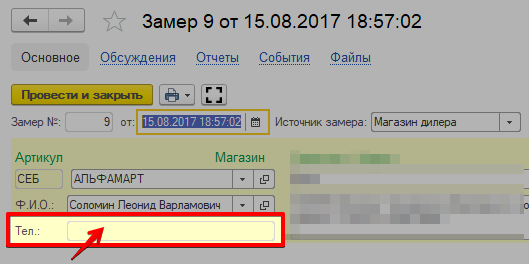 Замер 9 от 15.08.2017 18:57:02
Основное Обсуждения Отчеты События Файлы
Провести и закрыть
Замер №: 9 от: 15.08.2017 18:57:02 Источник замера: Магазин дилера
Артикул Магазин
СЕБ АЛЬФАМАРТ
Ф.И.О.: Соломин Леонид Варламович
Тел.: